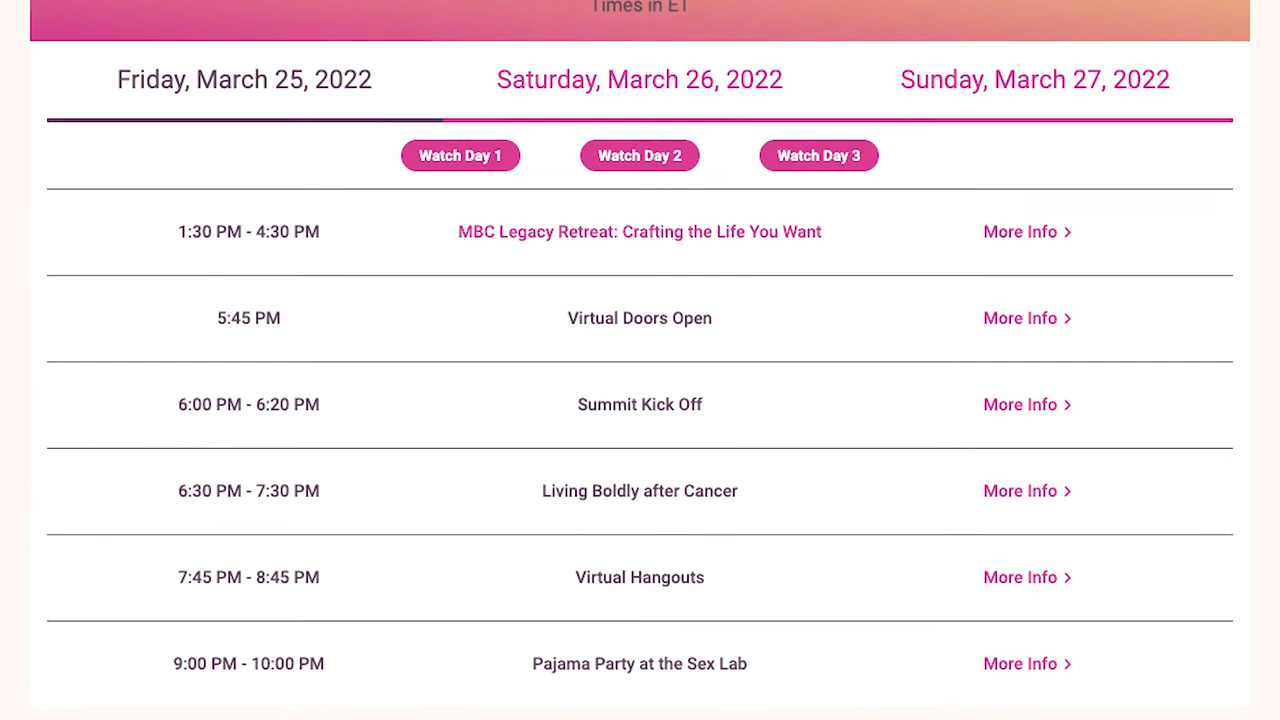 Times in ET
Friday, March 25, 2022 Saturday, March 26, 2022 Sunday, March 27, 2022
Watch Day 1 Watch Day 2 Watch Day 3
1:30 PM - 4:30 PM MBC Legacy Retreat: Crafting the Life You Want More Info >
5:45 PM Virtual Doors Open More Info >
6:00 PM - 6:20 PM Summit Kick Off More Info >
6:30 PM - 7:30 PM Living Boldly after Cancer More Info >
7:45 PM - 8:45 PM Virtual Hangouts More Info >
9:00 PM - 10:00 PM Pajama Party at the Sex Lab More Info >